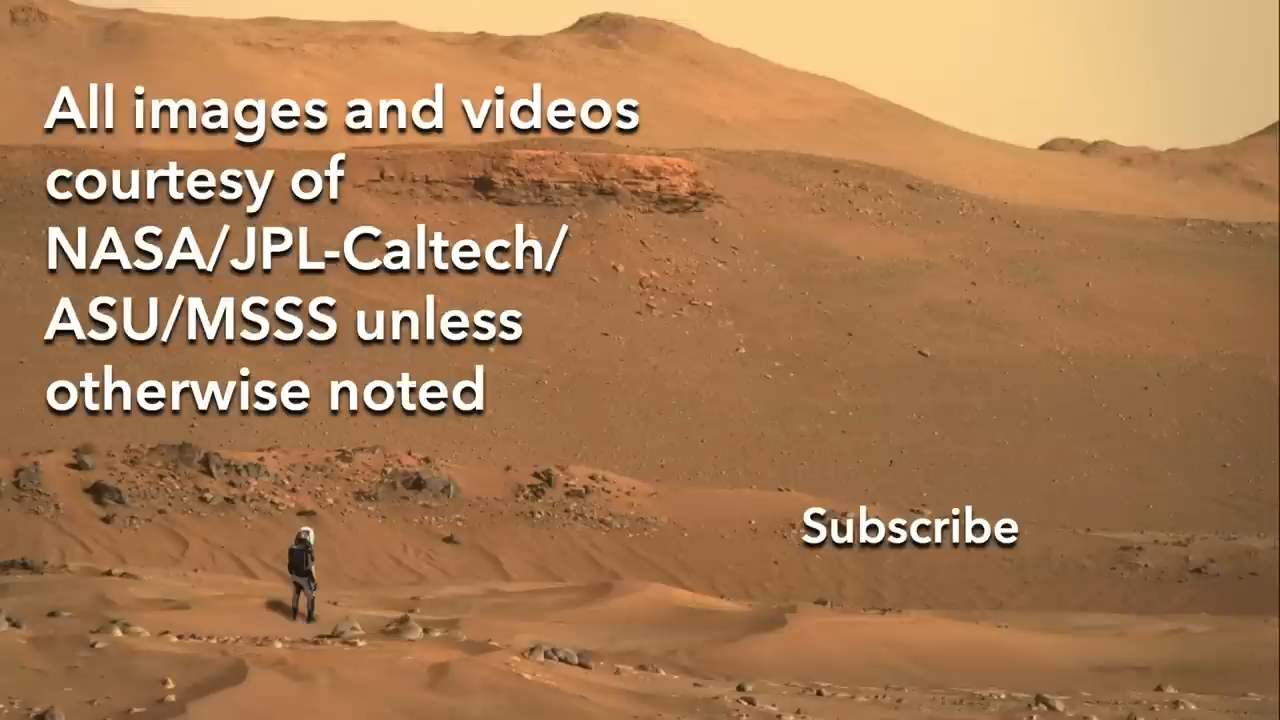 All images and videos
courtesy of
NASA/JPL-Caltech/
ASU/MSSS unless
otherwise noted
Subscribe